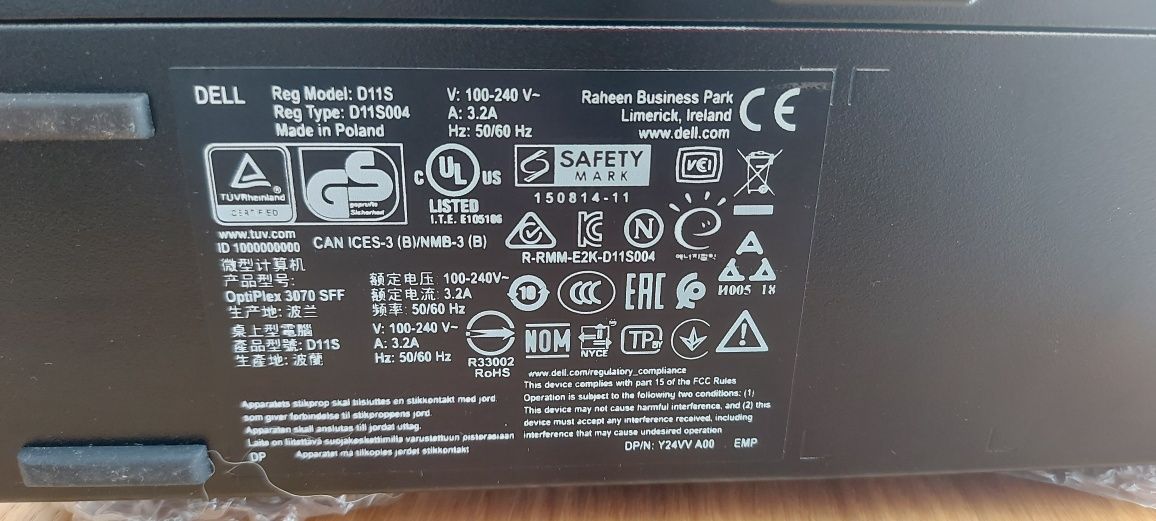 DELL
Reg Model: D11S
Reg Type: D11S004
Made in Poland
V: 100-240 V~
A: 3.2A
Hz: 50/60 Hz
Raheen Business Park
Limerick, Ireland
www.dell.com
CE
TÜVRheinland
CERTIFIED
GS
geprüfte
Sicherheit
C UL US
LISTED
I.T.E. E105106
SAFETY
MARK
150814-11
VCI
www.tuv.com
ID 1000000000
CAN ICES-3 (B)/NMB-3 (B)
N
R-RMM-E2K-D11S004
微型计算机
产品型号:
OptiPlex 3070 SFF
生产地: 波兰
额定电压: 100-240V~
额定电流: 3.2A
频率: 50/60 Hz
10
CCC
EAC
И005 18
桌上型電腦
產品型號: D11S
生產地: 波蘭
V: 100-240 V~
A: 3.2A
Hz: 50/60 Hz
R33002
RoHS
NOM
NYCE
TP
www.dell.com/regulatory_compliance
This device complies with part 15 of the FCC Rules
Operation is subject to the following two conditions: (1)
This device may not cause harmful interference, and (2) this
device must accept any interference received, including
interference that may cause undesired operation
Apparatets stikprop skal tilsluttes en stikkontakt med jord
som giver forbindelse til stikproppens jord.
Apparaten skall anslutas till jordat uttag.
Laite on liitettävä suojakoskettimilla varustettuun pistorasiaan
Apparatet må tilkoples jordet stikkontakt
DP
DP/N: Y24VV A00
EMP